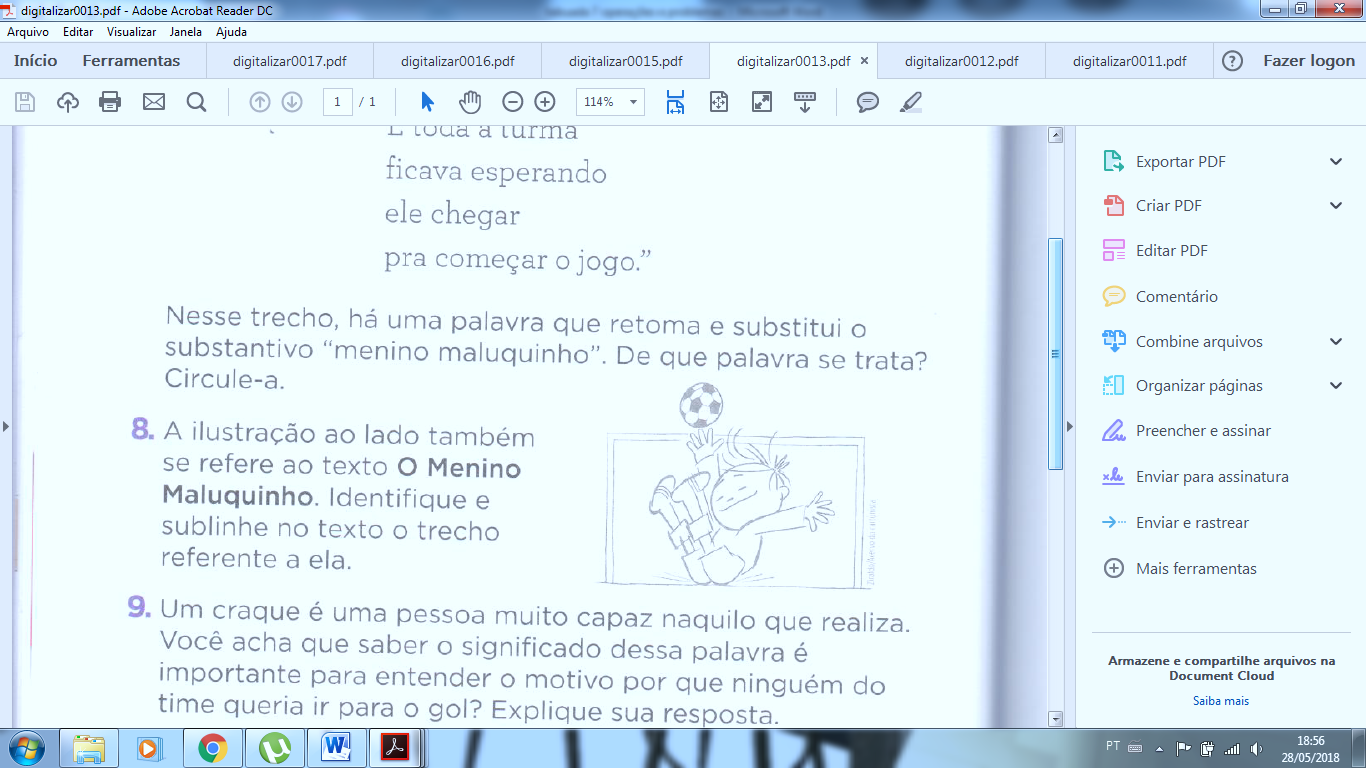 digitalizar0013.pdf - Adobe Acrobat Reader DC
Arquivo Editar Visualizar Janela Ajuda
Início Ferramentas digitalizar0017.pdf digitalizar0016.pdf digitalizar0015.pdf digitalizar0013.pdf × digitalizar0012.pdf digitalizar0011.pdf ? Fazer logon
1 / 1 114%
E toda a turma
ficava esperando
ele chegar
pra começar o jogo.”
Nesse trecho, há uma palavra que retoma e substitui o
substantivo “menino maluquinho”. De que palavra se trata?
Circule-a.
8. A ilustração ao lado também
se refere ao texto O Menino
Maluquinho. Identifique e
sublinhe no texto o trecho
referente a ela.
9. Um craque é uma pessoa muito capaz naquilo que realiza.
Você acha que saber o significado dessa palavra é
importante para entender o motivo por que ninguém do
time queria ir para o gol? Explique sua resposta.
Exportar PDF
Criar PDF
Editar PDF
Comentário
Combine arquivos
Organizar páginas
Preencher e assinar
Enviar para assinatura
Enviar e rastrear
Mais ferramentas
Armazene e compartilhe arquivos na
Document Cloud
Saiba mais
PT
18:56
28/05/2018